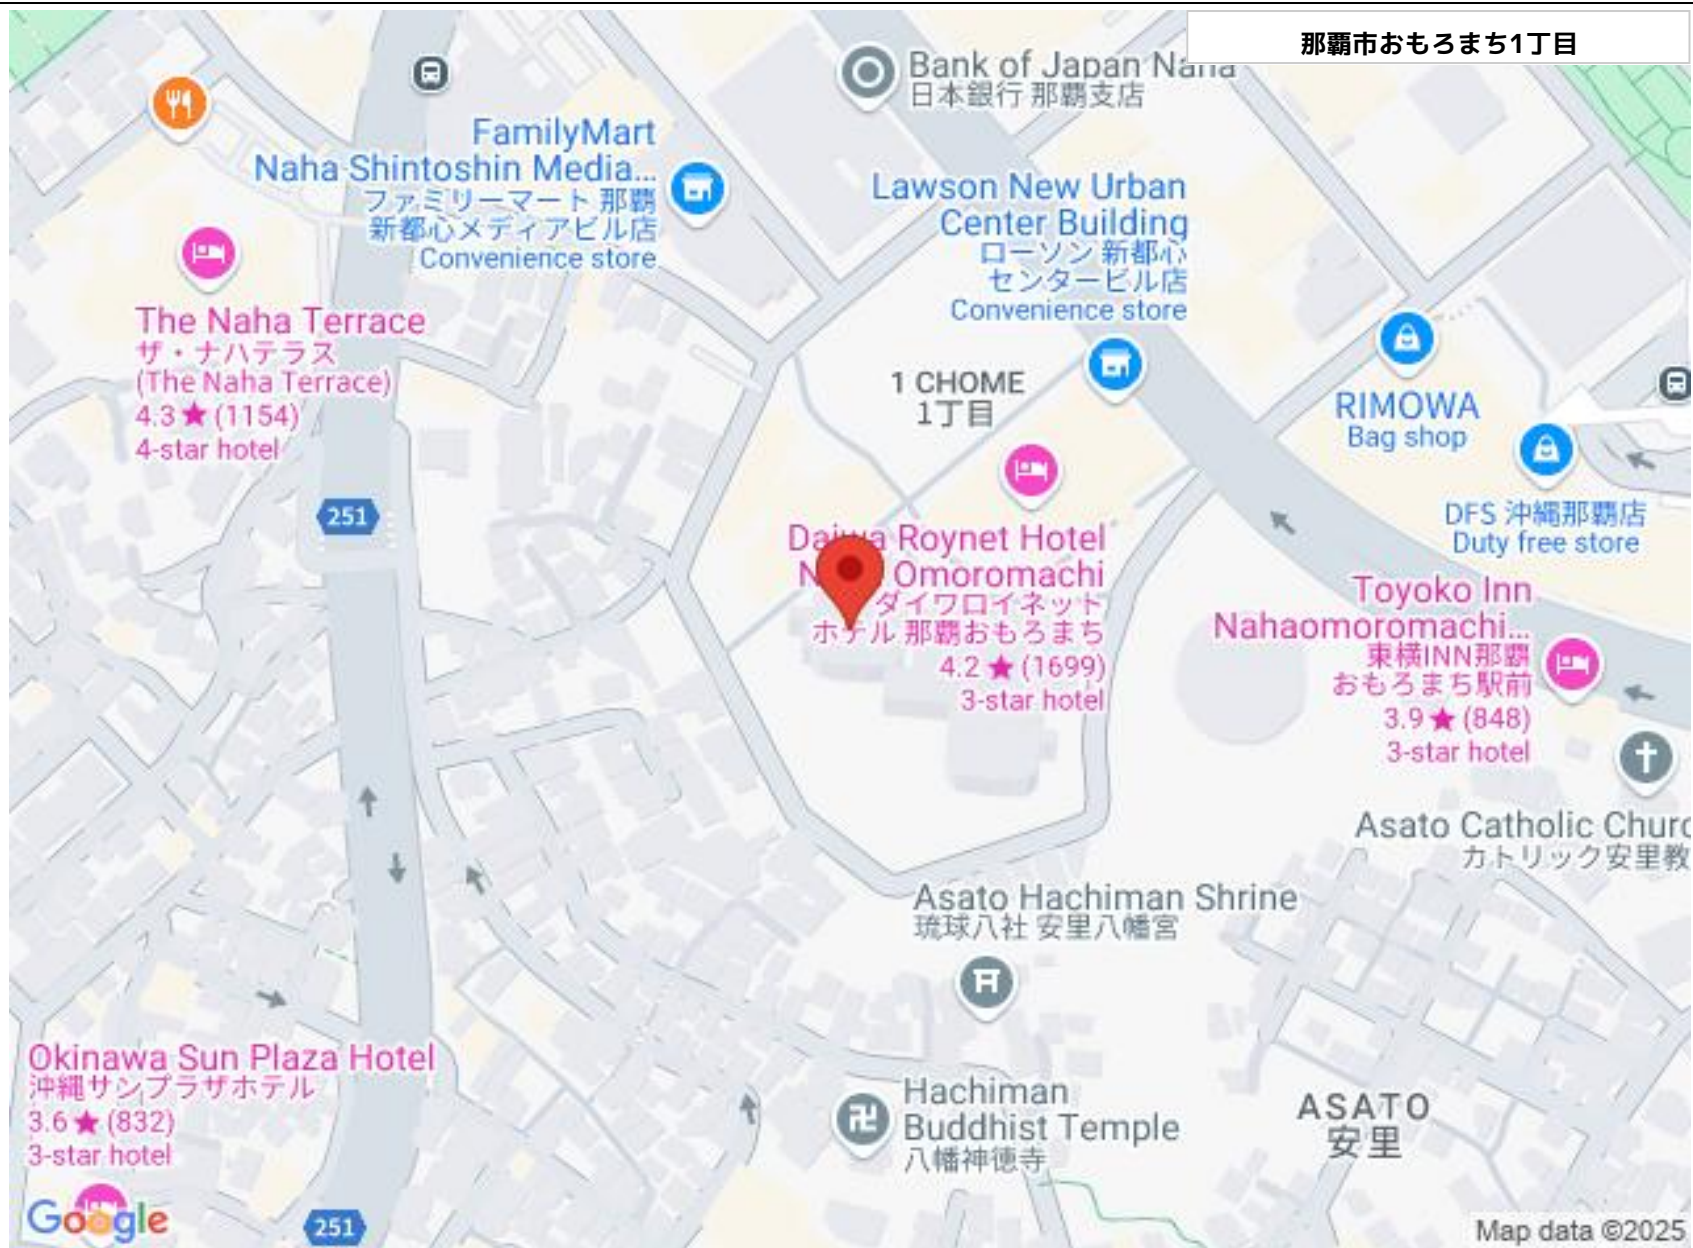 那覇市おもろまち1丁目
Bank of Japan Naha
日本銀行 那覇支店
FamilyMart
Naha Shintoshin Media...
ファミリーマート 那覇
新都心メディアビル店
Convenience store
Lawson New Urban
Center Building
ローソン 新都心
センタービル店
Convenience store
The Naha Terrace
ザ・ナハテラス
(The Naha Terrace)
4.3 ★ (1154)
4-star hotel
1 CHOME
1丁目
RIMOWA
Bag shop
251
DFS 沖縄那覇店
Duty free store
Daiwa Roynet Hotel
Omoromachi
ダイワロイネット
ホテル 那覇おもろまち
4.2 ★ (1699)
3-star hotel
Toyoko Inn
Nahaomoromachi...
東横INN那覇
おもろまち駅前
3.9 ★ (848)
3-star hotel
Asato Catholic Churc
カトリック安里教
Asato Hachiman Shrine
琉球八社 安里八幡宮
Okinawa Sun Plaza Hotel
沖縄サンプラザホテル
3.6 ★ (832)
3-star hotel
Hachiman
Buddhist Temple
八幡神徳寺
ASATO
安里
Google
251
Map data ©2025